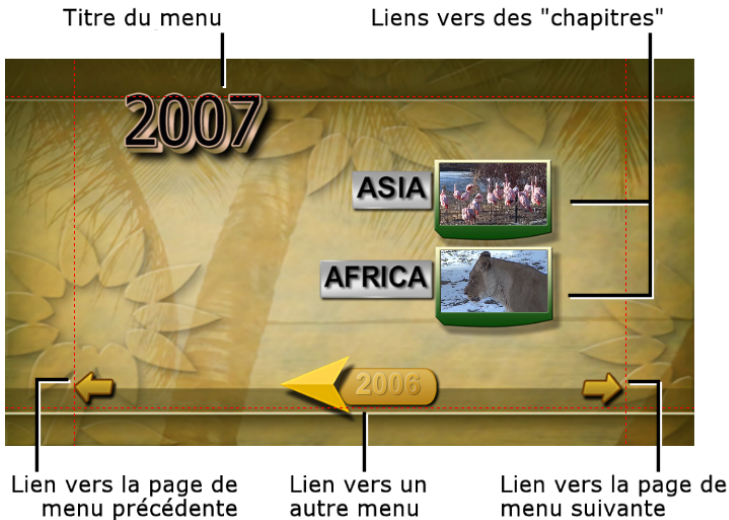 Titre du menu
Liens vers des "chapitres"
2007
ASIA
AFRICA
2006
Lien vers la page de
menu précédente
Lien vers un
autre menu
Lien vers la page de
menu suivante